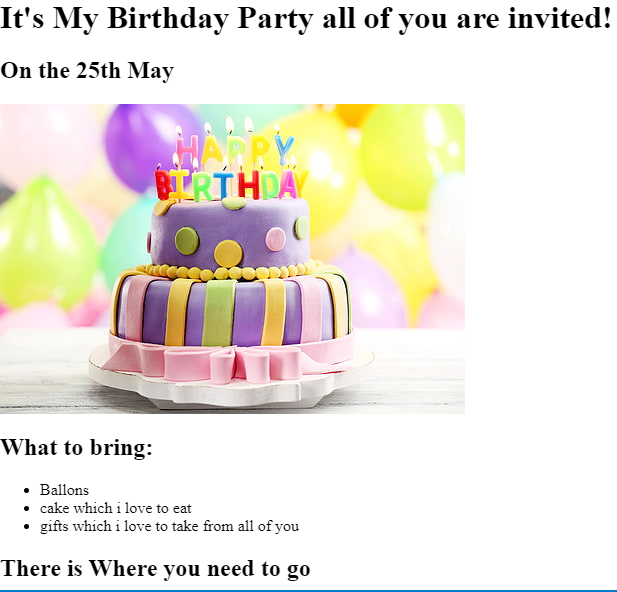 It's My Birthday Party all of you are invited!
On the 25th May
HAPPY
BIRTHDAY
What to bring:
Ballons
cake which i love to eat
gifts which i love to take from all of you
There is Where you need to go